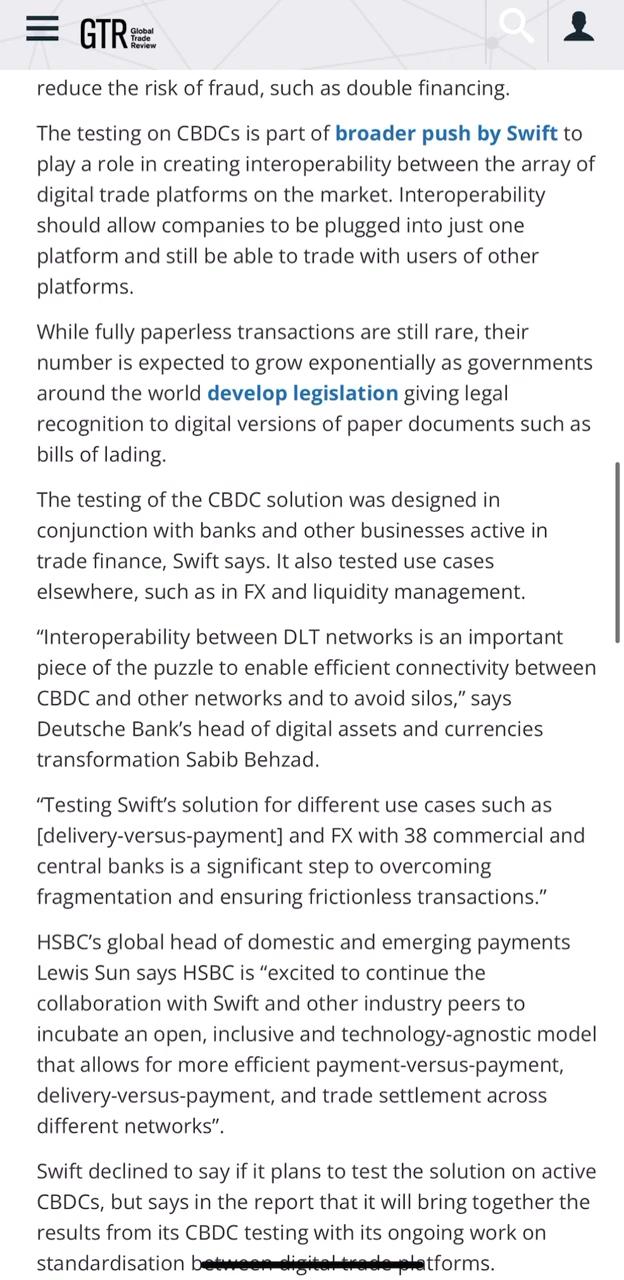 GTR Global
Trade
Review
reduce the risk of fraud, such as double financing.
The testing on CBDCs is part of broader push by Swift to
play a role in creating interoperability between the array of
digital trade platforms on the market. Interoperability
should allow companies to be plugged into just one
platform and still be able to trade with users of other
platforms.
While fully paperless transactions are still rare, their
number is expected to grow exponentially as governments
around the world develop legislation giving legal
recognition to digital versions of paper documents such as
bills of lading.
The testing of the CBDC solution was designed in
conjunction with banks and other businesses active in
trade finance, Swift says. It also tested use cases
elsewhere, such as in FX and liquidity management.
“Interoperability between DLT networks is an important
piece of the puzzle to enable efficient connectivity between
CBDC and other networks and to avoid silos,” says
Deutsche Bank’s head of digital assets and currencies
transformation Sabib Behzad.
“Testing Swift’s solution for different use cases such as
[delivery-versus-payment] and FX with 38 commercial and
central banks is a significant step to overcoming
fragmentation and ensuring frictionless transactions.”
HSBC’s global head of domestic and emerging payments
Lewis Sun says HSBC is “excited to continue the
collaboration with Swift and other industry peers to
incubate an open, inclusive and technology-agnostic model
that allows for more efficient payment-versus-payment,
delivery-versus-payment, and trade settlement across
different networks”.
Swift declined to say if it plans to test the solution on active
CBDCs, but says in the report that it will bring together the
results from its CBDC testing with its ongoing work on
standardisation between digital trade platforms.